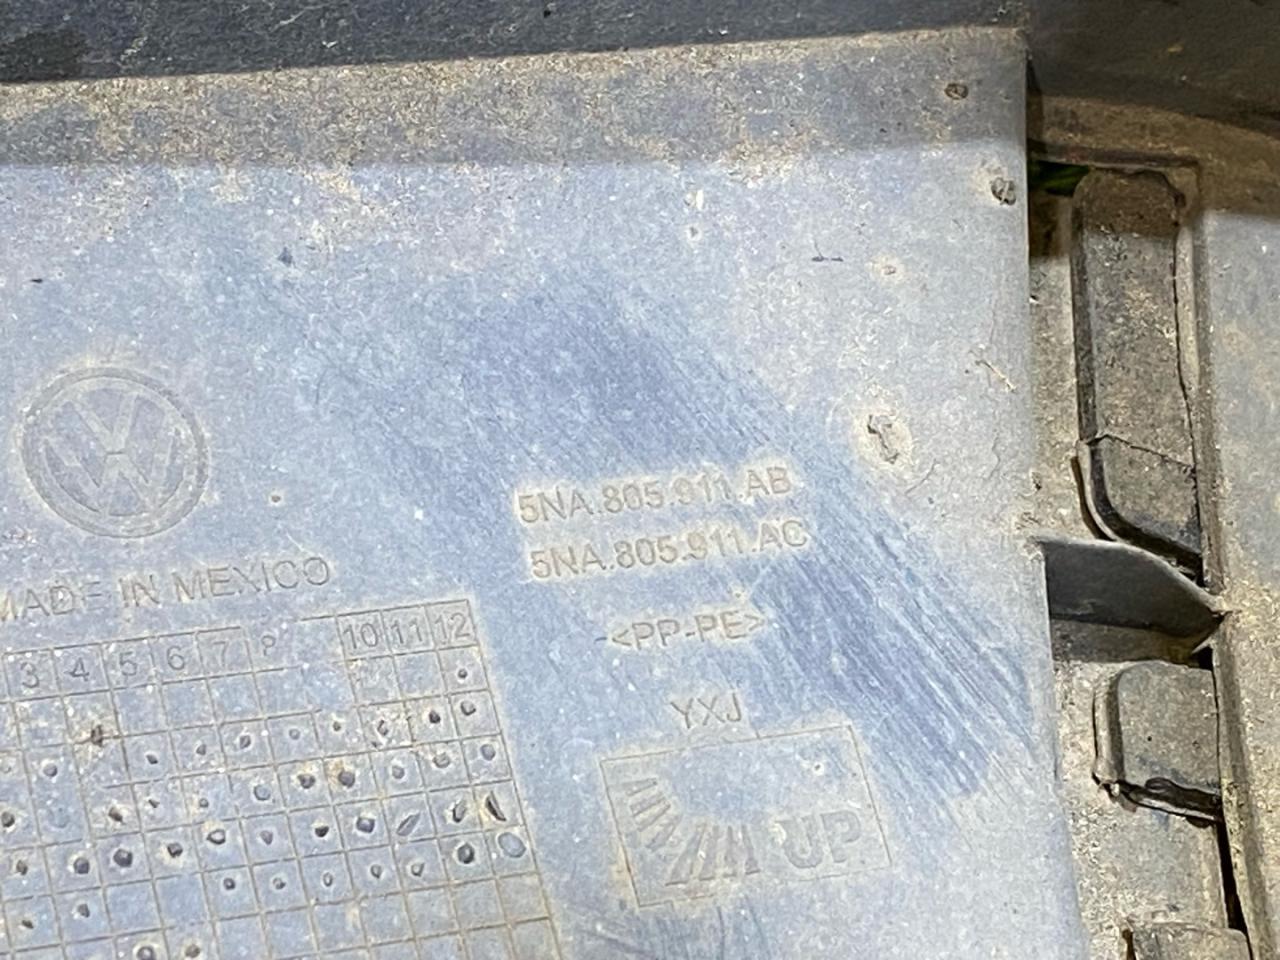 5NA.805.911.AB
5NA.805.911.AC
MADE IN MEXICO
<PP-PE>
3 4 5 6 7 8 10 11 12
YXJ
UP